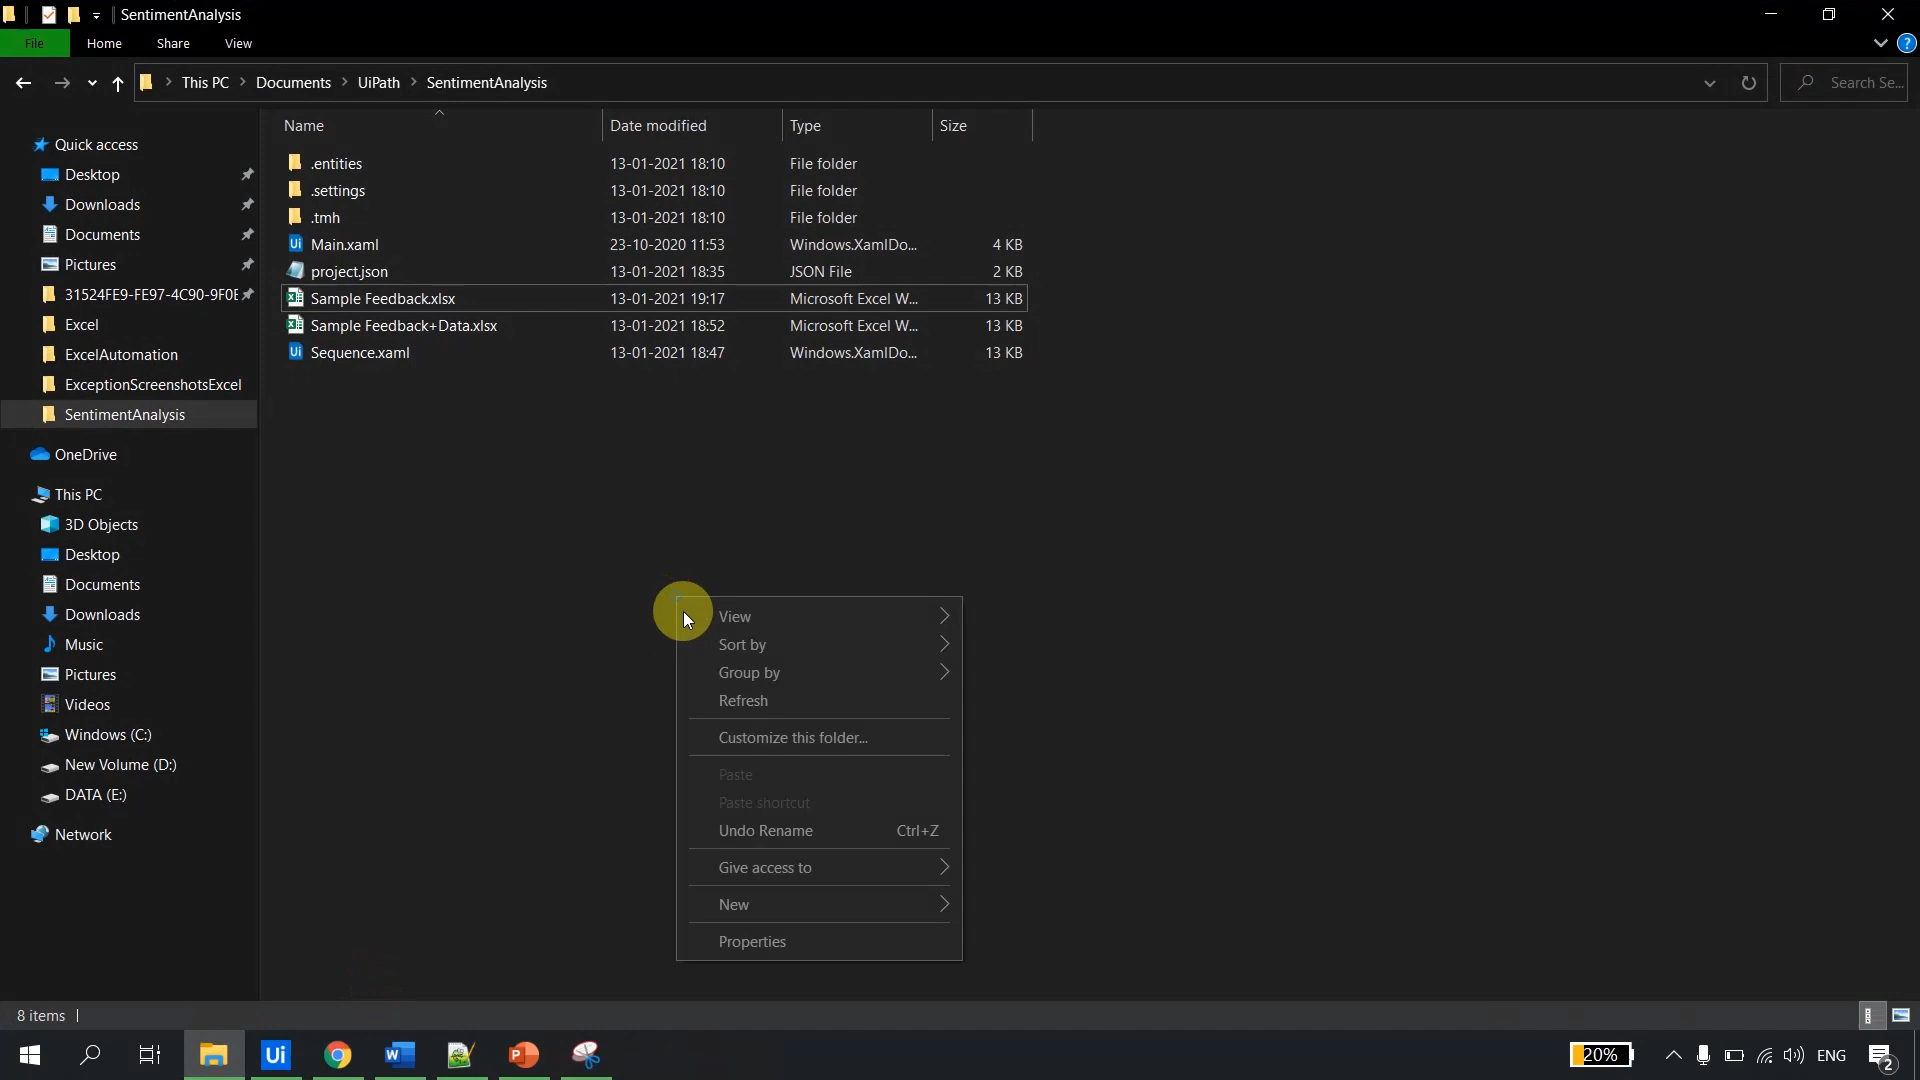 SentimentAnalysis
File Home Share View
This PC Documents UiPath SentimentAnalysis
Search Se...
Name Date modified Type Size
.entities 13-01-2021 18:10 File folder
.settings 13-01-2021 18:10 File folder
.tmh 13-01-2021 18:10 File folder
Main.xaml 23-10-2020 11:53 Windows.XamlDo... 4 KB
project.json 13-01-2021 18:35 JSON File 2 KB
Sample Feedback.xlsx 13-01-2021 19:17 Microsoft Excel W... 13 KB
Sample Feedback+Data.xlsx 13-01-2021 18:52 Microsoft Excel W... 13 KB
Sequence.xaml 13-01-2021 18:47 Windows.XamlDo... 13 KB
Quick access
Desktop
Downloads
Documents
Pictures
31524FE9-FE97-4C90-9F0E
Excel
ExcelAutomation
ExceptionScreenshotsExcel
SentimentAnalysis
OneDrive
This PC
3D Objects
Desktop
Documents
Downloads
Music
Pictures
Videos
Windows (C:)
New Volume (D:)
DATA (E:)
Network
View
Sort by
Group by
Refresh
Customize this folder...
Paste
Paste shortcut
Undo Rename Ctrl+Z
Give access to
New
Properties
8 items
Ui
20%
ENG
2